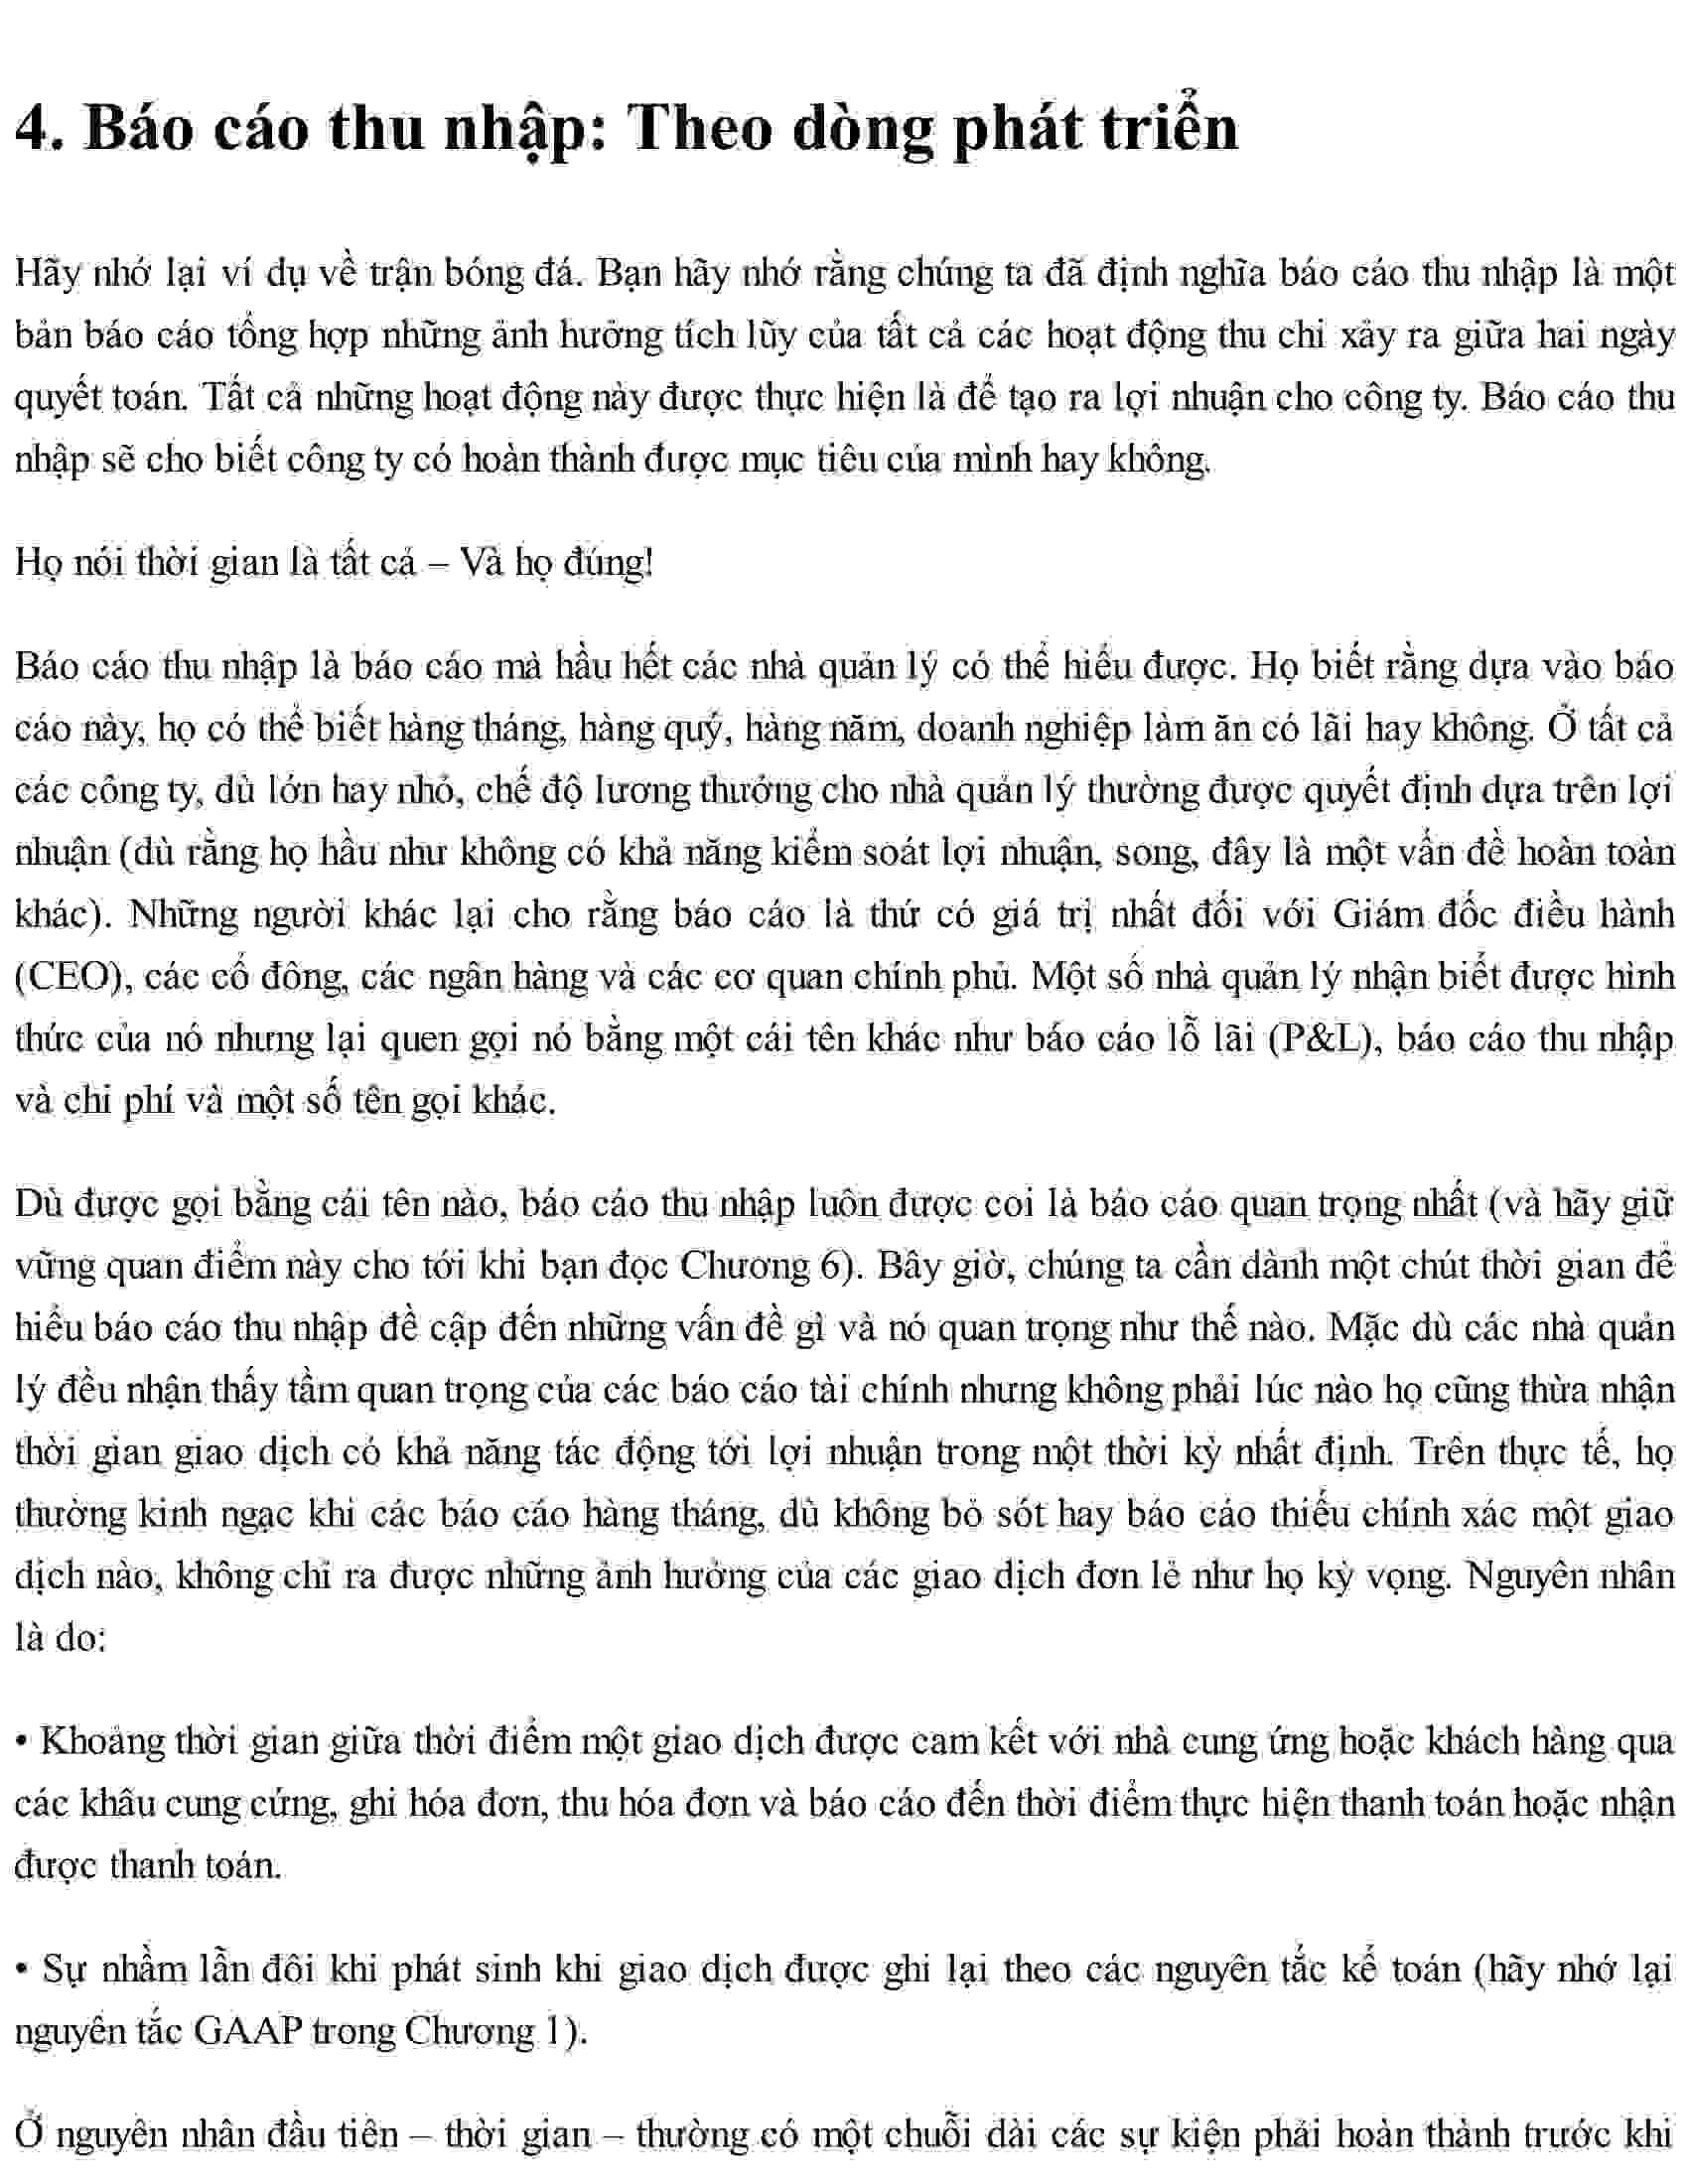 4. Báo cáo thu nhập: Theo dòng phát triển
Hãy nhớ lại ví dụ về trận bóng đá. Bạn hãy nhớ rằng chúng ta đã định nghĩa báo cáo thu nhập là một
bản báo cáo tổng hợp những ảnh hưởng tích lũy của tất cả các hoạt động thu chi xảy ra giữa hai ngày
quyết toán. Tất cả những hoạt động này được thực hiện là để tạo ra lợi nhuận cho công ty. Báo cáo thu
nhập sẽ cho biết công ty có hoàn thành được mục tiêu của mình hay không.
Họ nói thời gian là tất cả – Và họ đúng!
Báo cáo thu nhập là báo cáo mà hầu hết các nhà quản lý có thể hiểu được. Họ biết rằng dựa vào báo
cáo này, họ có thể biết hàng tháng, hàng quý, hàng năm, doanh nghiệp làm ăn có lãi hay không. Ở tất cả
các công ty, dù lớn hay nhỏ, chế độ lương thưởng cho nhà quản lý thường được quyết định dựa trên lợi
nhuận (dù rằng họ hầu như không có khả năng kiểm soát lợi nhuận, song, đây là một vấn đề hoàn toàn
khác). Những người khác lại cho rằng báo cáo là thứ có giá trị nhất đối với Giám đốc điều hành
(CEO), các cổ đông, các ngân hàng và các cơ quan chính phủ. Một số nhà quản lý nhận biết được hình
thức của nó nhưng lại quen gọi nó bằng một cái tên khác như báo cáo lỗ lãi (P&L), báo cáo thu nhập
và chi phí và một số tên gọi khác.
Dù được gọi bằng cái tên nào, báo cáo thu nhập luôn được coi là báo cáo quan trọng nhất (và hãy giữ
vững quan điểm này cho tới khi bạn đọc Chương 6). Bây giờ, chúng ta cần dành một chút thời gian để
hiểu báo cáo thu nhập đề cập đến những vấn đề gì và nó quan trọng như thế nào. Mặc dù các nhà quản
lý đều nhận thấy tầm quan trọng của các báo cáo tài chính nhưng không phải lúc nào họ cũng thừa nhận
thời gian giao dịch có khả năng tác động tới lợi nhuận trong một thời kỳ nhất định. Trên thực tế, họ
thường kinh ngạc khi các báo cáo hàng tháng, dù không bỏ sót hay báo cáo thiếu chính xác một giao
dịch nào, không chỉ ra được những ảnh hưởng của các giao dịch đơn lẻ như họ kỳ vọng. Nguyên nhân
là do:
• Khoảng thời gian giữa thời điểm một giao dịch được cam kết với nhà cung ứng hoặc khách hàng qua
các khâu cung cứng, ghi hóa đơn, thu hóa đơn và báo cáo đến thời điểm thực hiện thanh toán hoặc nhận
được thanh toán.
• Sự nhầm lẫn đôi khi phát sinh khi giao dịch được ghi lại theo các nguyên tắc kế toán (hãy nhớ lại
nguyên tắc GAAP trong Chương 1).
Ở nguyên nhân đầu tiên – thời gian – thường có một chuỗi dài các sự kiện phải hoàn thành trước khi